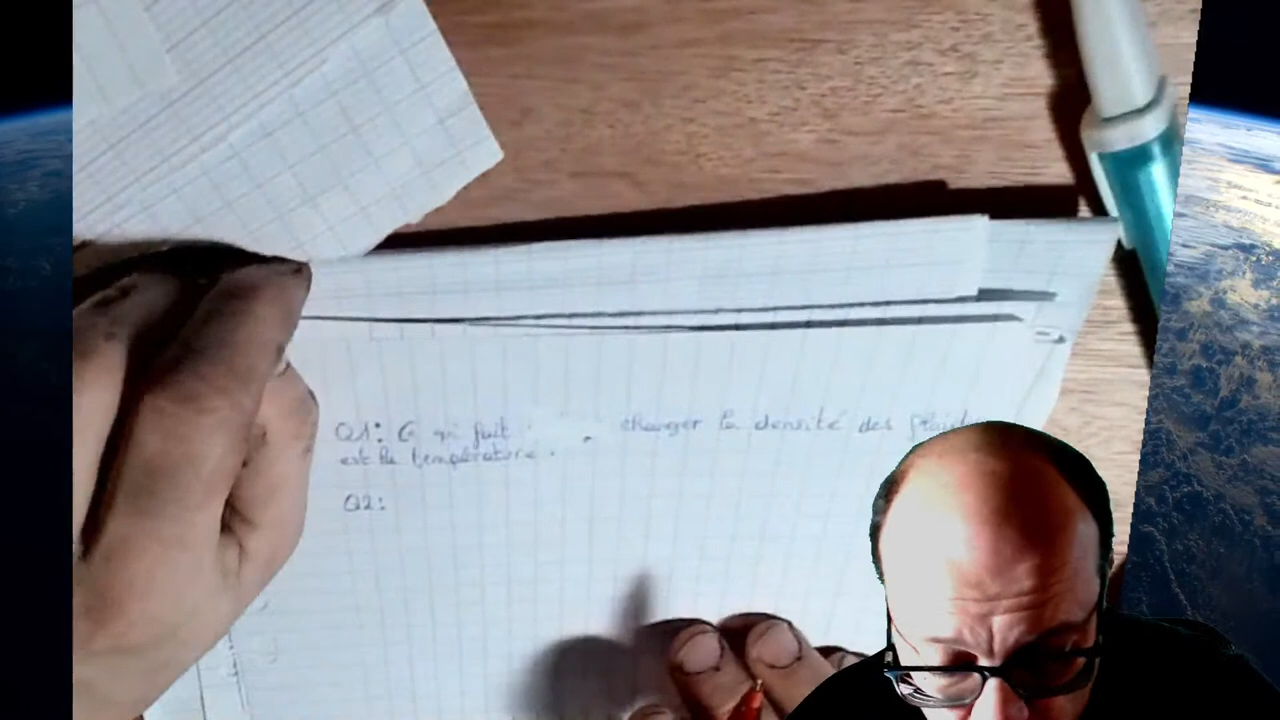 Q1: Ce qui fait changer la densité des fluides
est la température.
Q2: